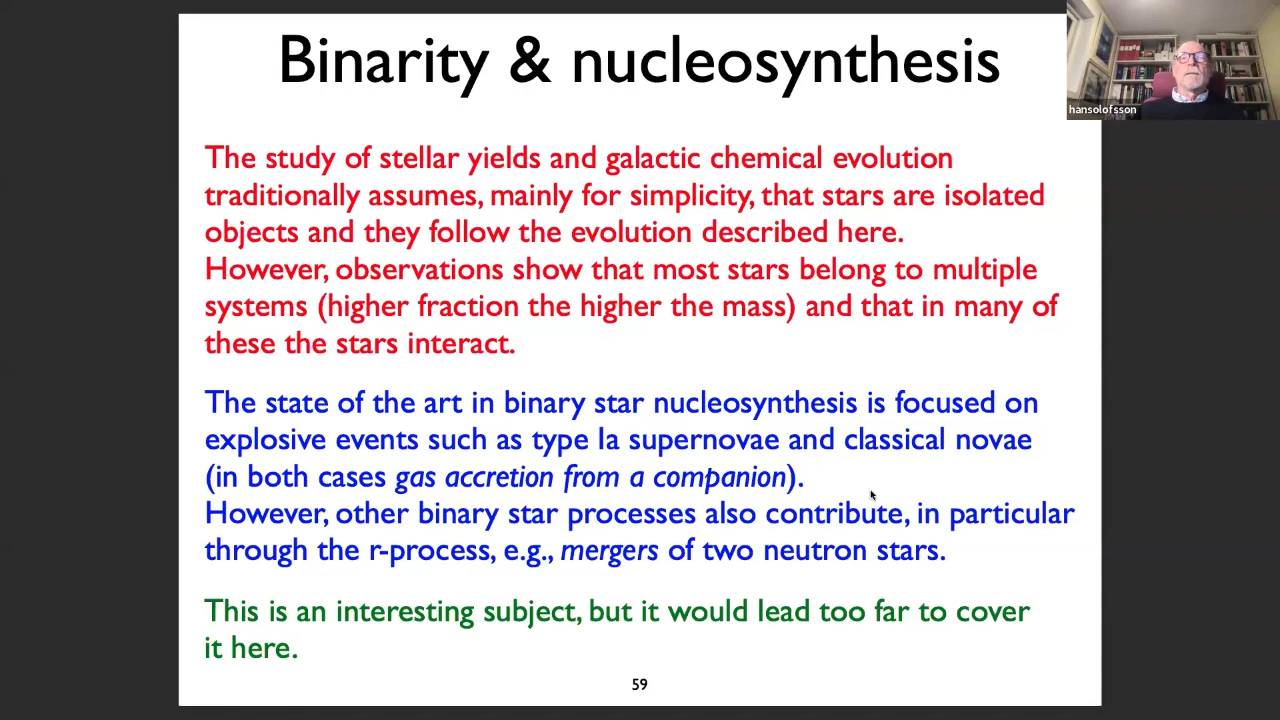 Binarity & nucleosynthesis
hansolofsson
The study of stellar yields and galactic chemical evolution
traditionally assumes, mainly for simplicity, that stars are isolated
objects and they follow the evolution described here.
However, observations show that most stars belong to multiple
systems (higher fraction the higher the mass) and that in many of
these the stars interact.
The state of the art in binary star nucleosynthesis is focused on
explosive events such as type Ia supernovae and classical novae
(in both cases gas accretion from a companion).
However, other binary star processes also contribute, in particular
through the r-process, e.g., mergers of two neutron stars.
This is an interesting subject, but it would lead too far to cover
it here.
59